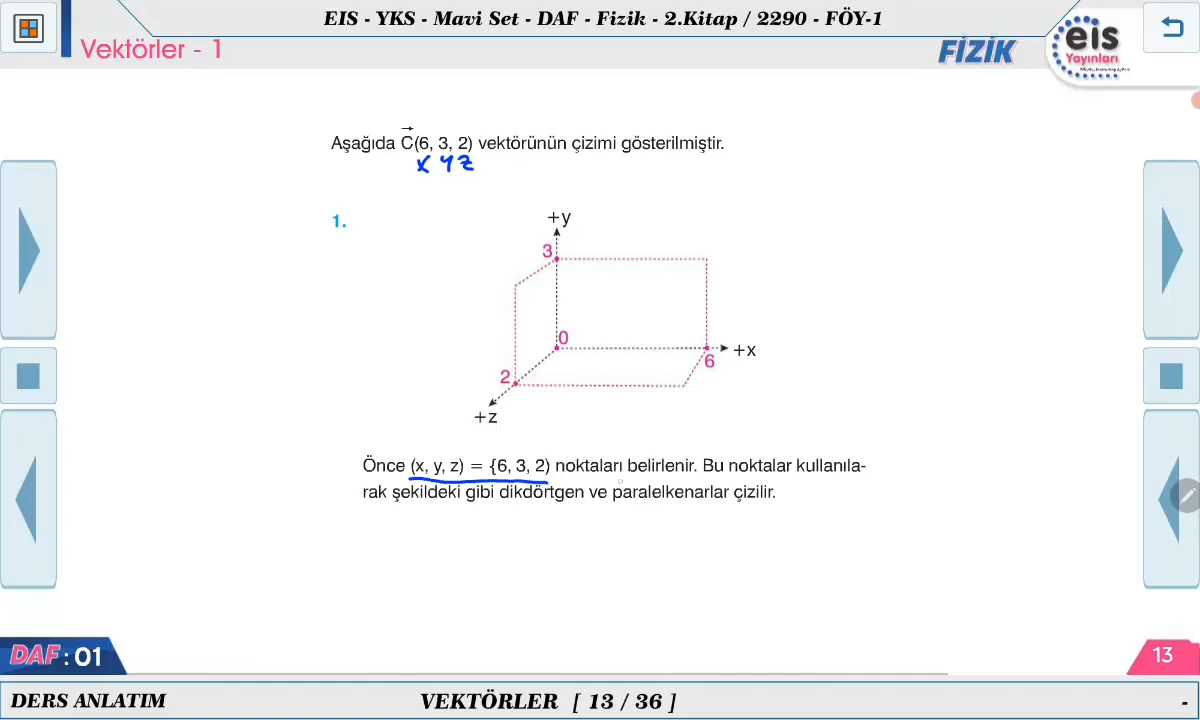 EIS - YKS - Mavi Set - DAF - Fizik - 2.Kitap / 2290 - FÖY-1
Vektörler - 1
FİZİK
eis
Yayınları
Aşağıda C(6, 3, 2) vektörünün çizimi gösterilmiştir.
X Y Z
1.
+y
3
0
6
+x
2
+z
Önce (x, y, z) = {6, 3, 2) noktaları belirlenir. Bu noktalar kullanıla-
rak şekildeki gibi dikdörtgen ve paralelkenarlar çizilir.
DAF : 01
13
DERS ANLATIM
VEKTÖRLER [ 13 / 36 ]
-